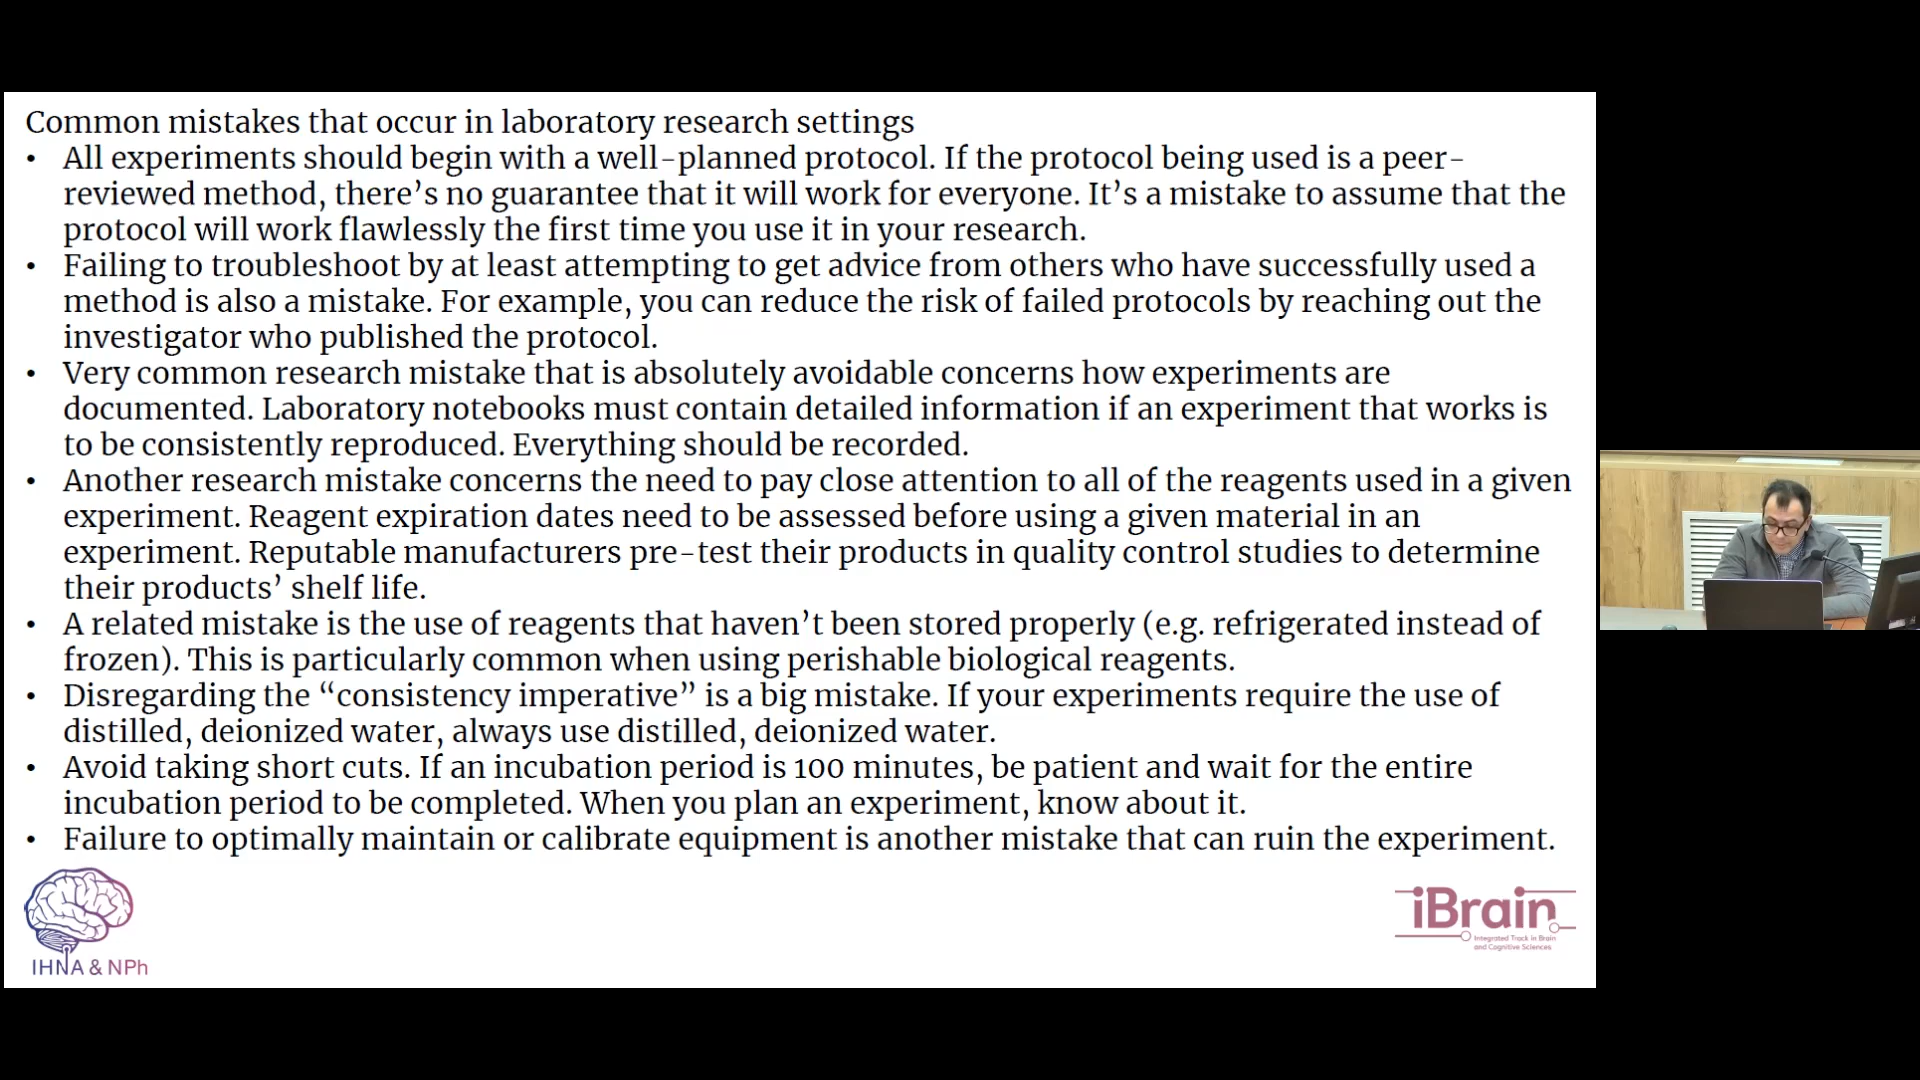 Common mistakes that occur in laboratory research settings
• All experiments should begin with a well-planned protocol. If the protocol being used is a peer-
reviewed method, there’s no guarantee that it will work for everyone. It’s a mistake to assume that the
protocol will work flawlessly the first time you use it in your research.
• Failing to troubleshoot by at least attempting to get advice from others who have successfully used a
method is also a mistake. For example, you can reduce the risk of failed protocols by reaching out the
investigator who published the protocol.
• Very common research mistake that is absolutely avoidable concerns how experiments are
documented. Laboratory notebooks must contain detailed information if an experiment that works is
to be consistently reproduced. Everything should be recorded.
• Another research mistake concerns the need to pay close attention to all of the reagents used in a given
experiment. Reagent expiration dates need to be assessed before using a given material in an
experiment. Reputable manufacturers pre-test their products in quality control studies to determine
their products’ shelf life.
• A related mistake is the use of reagents that haven’t been stored properly (e.g. refrigerated instead of
frozen). This is particularly common when using perishable biological reagents.
• Disregarding the “consistency imperative” is a big mistake. If your experiments require the use of
distilled, deionized water, always use distilled, deionized water.
• Avoid taking short cuts. If an incubation period is 100 minutes, be patient and wait for the entire
incubation period to be completed. When you plan an experiment, know about it.
• Failure to optimally maintain or calibrate equipment is another mistake that can ruin the experiment.
IHNA & NPh
iBrain
Integrated Track in Brain
and Cognitive Sciences